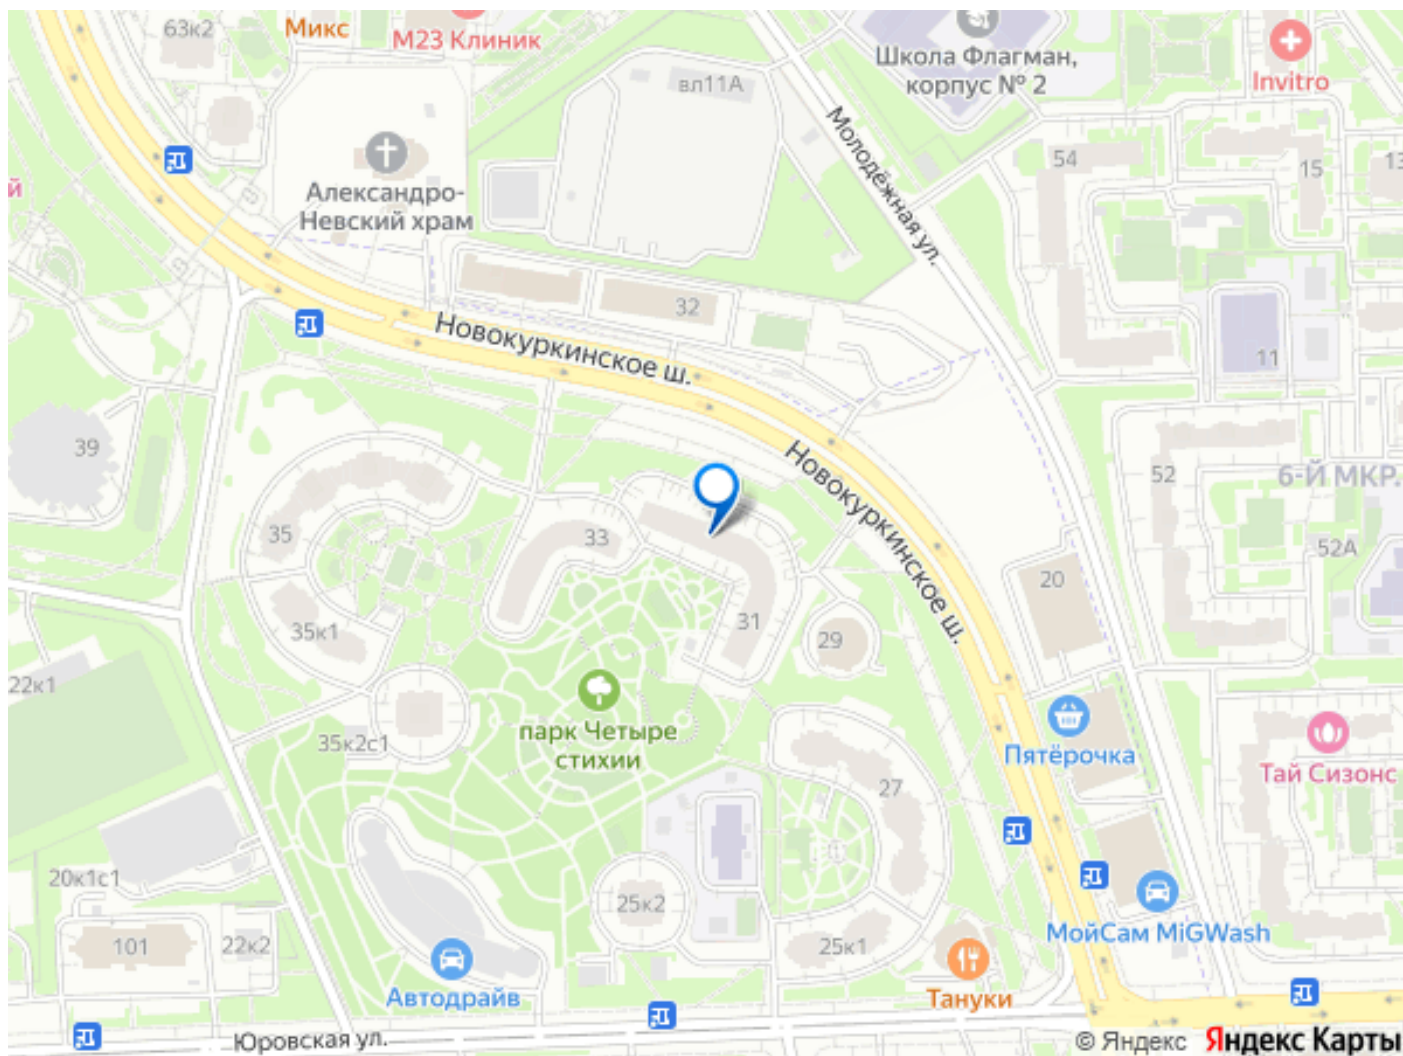 63к2
Микс
М23 Клиник
вл11А
Школа Флагман,
корпус № 2
Invitro
Молодёжная ул.
54
15
13
Александро-
Невский храм
й
32
Новокуркинское ш.
11
39
Новокуркинское ш.
52
6-Й МКР.
52А
35
33
20
35к1
31
29
22к1
парк Четыре
стихии
35к2с1
Пятёрочка
Тай Сизонс
27
20к1с1
25к2
101
22к2
25к1
МойСам MiGWash
Автодрайв
Тануки
Юровская ул.
© Яндекс Яндекс Карты